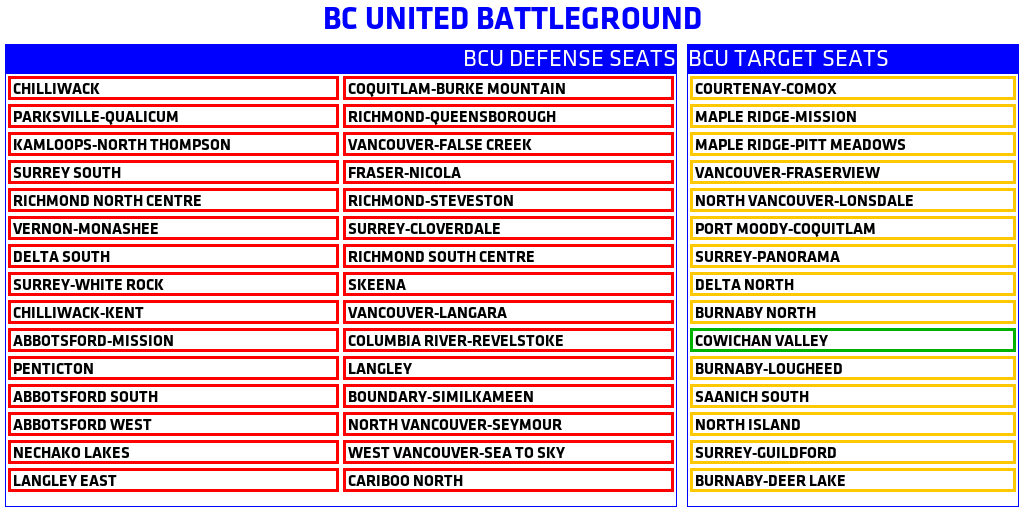 BC UNITED BATTLEGROUND
BCU DEFENSE SEATS
CHILLIWACK
PARKSVILLE-QUALICUM
KAMLOOPS-NORTH THOMPSON
SURREY SOUTH
RICHMOND NORTH CENTRE
VERNON-MONASHEE
DELTA SOUTH
SURREY-WHITE ROCK
CHILLIWACK-KENT
ABBOTSFORD-MISSION
PENTICTON
ABBOTSFORD SOUTH
ABBOTSFORD WEST
NECHAKO LAKES
LANGLEY EAST
COQUITLAM-BURKE MOUNTAIN
RICHMOND-QUEENSBOROUGH
VANCOUVER-FALSE CREEK
FRASER-NICOLA
RICHMOND-STEVESTON
SURREY-CLOVERDALE
RICHMOND SOUTH CENTRE
SKEENA
VANCOUVER-LANGARA
COLUMBIA RIVER-REVELSTOKE
LANGLEY
BOUNDARY-SIMILKAMEEN
NORTH VANCOUVER-SEYMOUR
WEST VANCOUVER-SEA TO SKY
CARIBOO NORTH
BCU TARGET SEATS
COURTENAY-COMOX
MAPLE RIDGE-MISSION
MAPLE RIDGE-PITT MEADOWS
VANCOUVER-FRASERVIEW
NORTH VANCOUVER-LONSDALE
PORT MOODY-COQUITLAM
SURREY-PANORAMA
DELTA NORTH
BURNABY NORTH
COWICHAN VALLEY
BURNABY-LOUGHEED
SAANICH SOUTH
NORTH ISLAND
SURREY-GUILDFORD
BURNABY-DEER LAKE